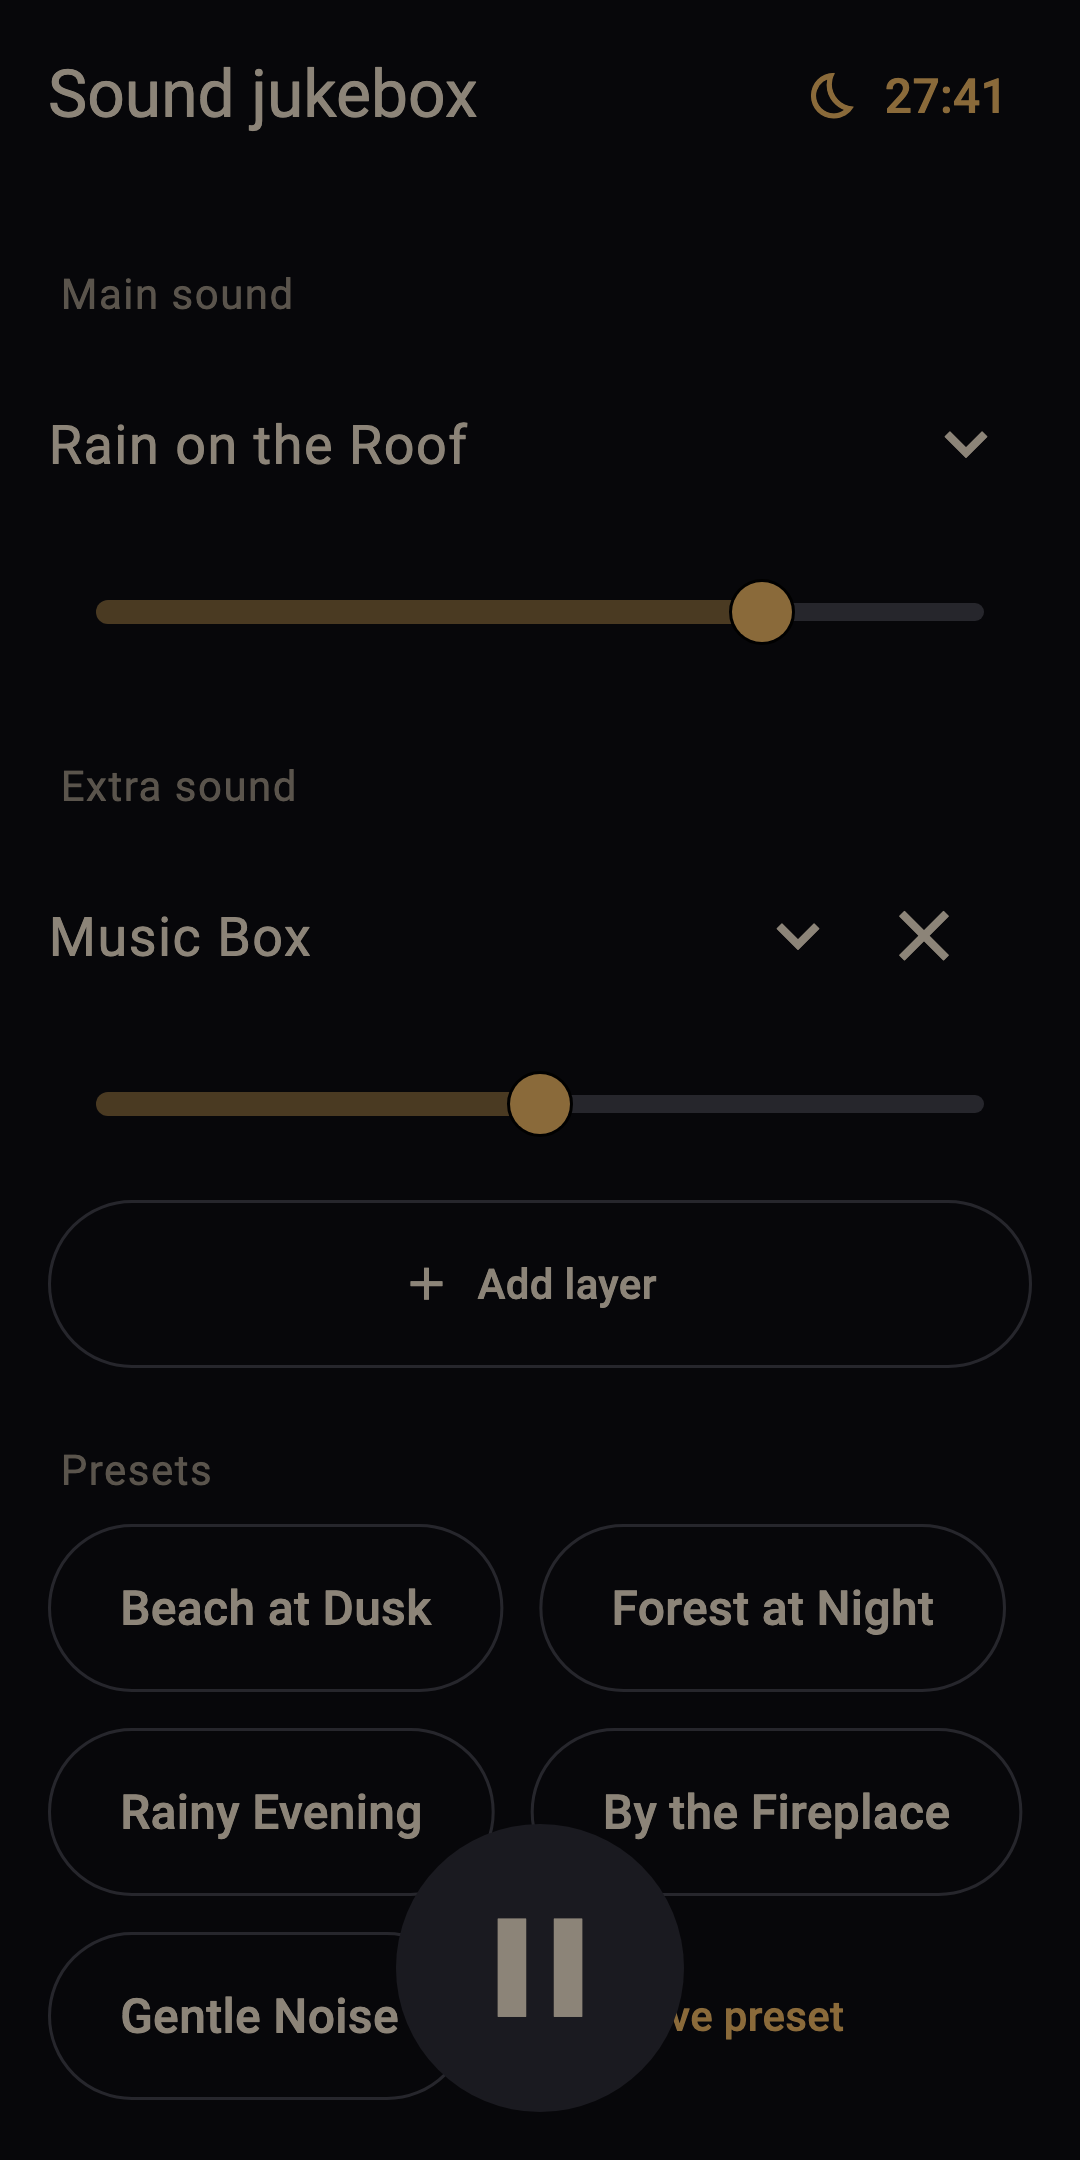 Sound jukebox
27:41
Main sound
Rain on the Roof
Extra sound
Music Box
Add layer
Presets
Beach at Dusk
Forest at Night
Rainy Evening
By the Fireplace
Gentle Noise
preset